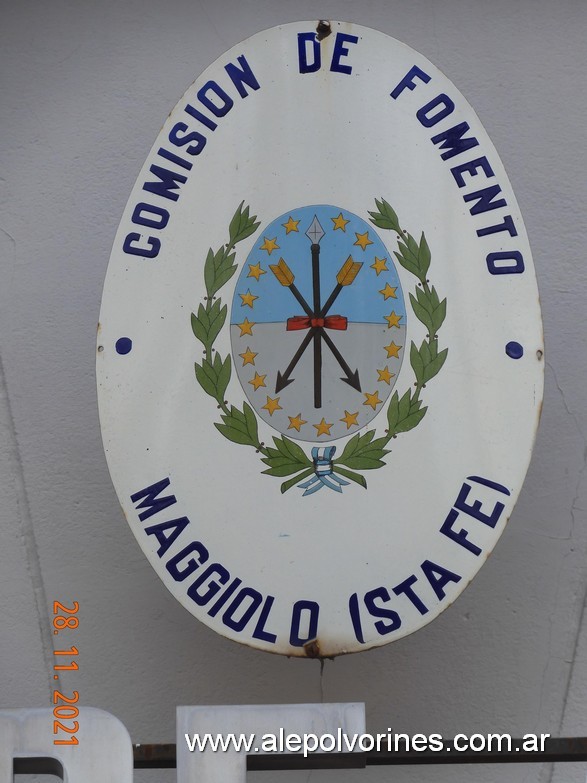 COMISION DE FOMENTO
MAGGIOLO (STA FE)
28.11.2021
www.alepolvorines.com.ar